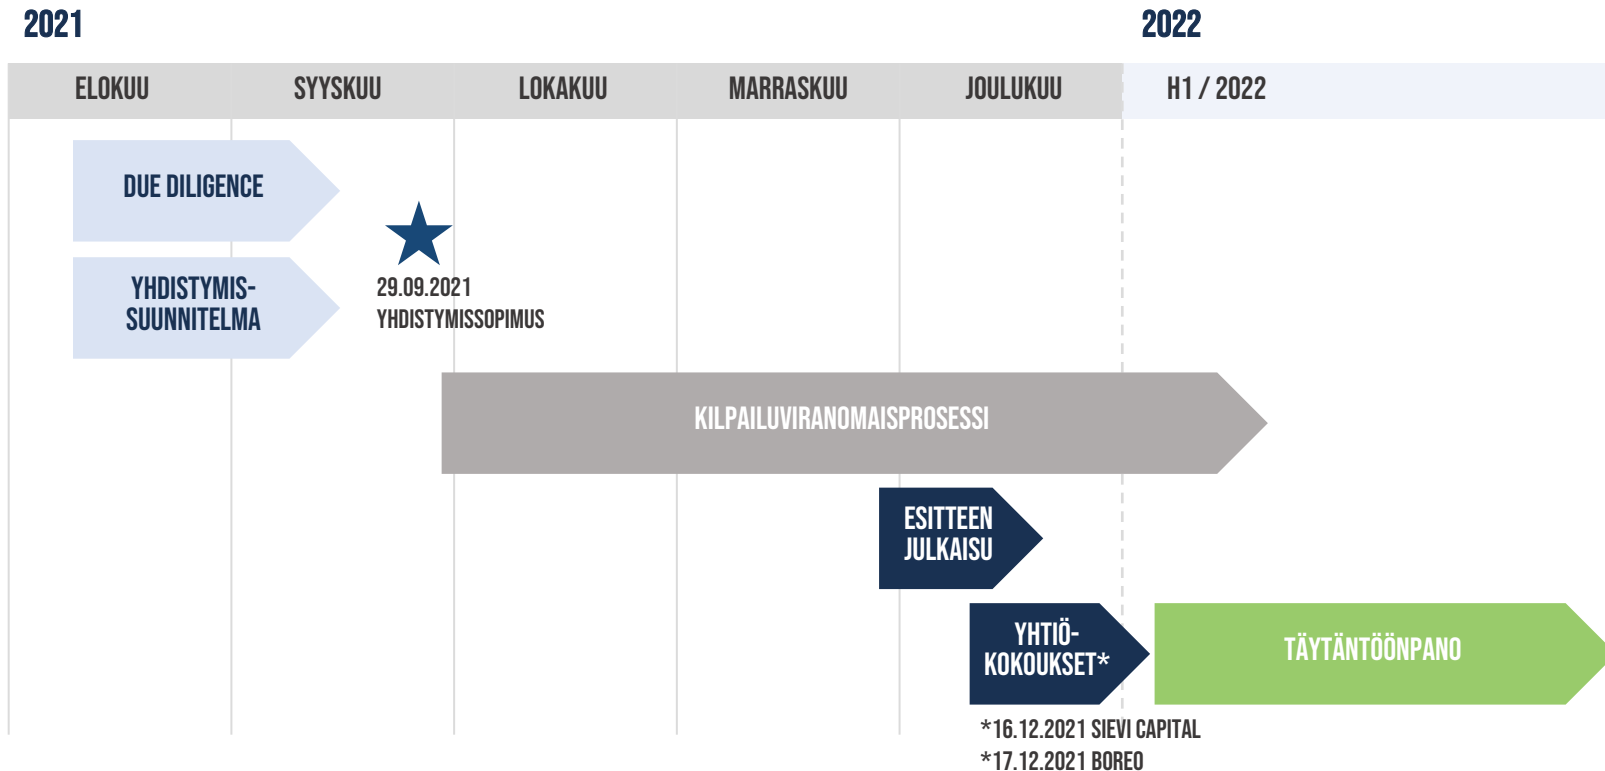 2021
2022
ELOKUU
SYYSKUU
LOKAKUU
MARRASKUU
JOULUKUU
H1 / 2022
DUE DILIGENCE
YHDISTYMIS-
SUUNNITELMA
29.09.2021
YHDISTYMISSOPIMUS
KILPAILUVIRANOMAISPROSESSI
ESITTEEN
JULKAISU
YHTIÖ-
KOKOUKSET*
TÄYTÄNTÖÖNPANO
*16.12.2021 SIEVI CAPITAL
*17.12.2021 BOREO